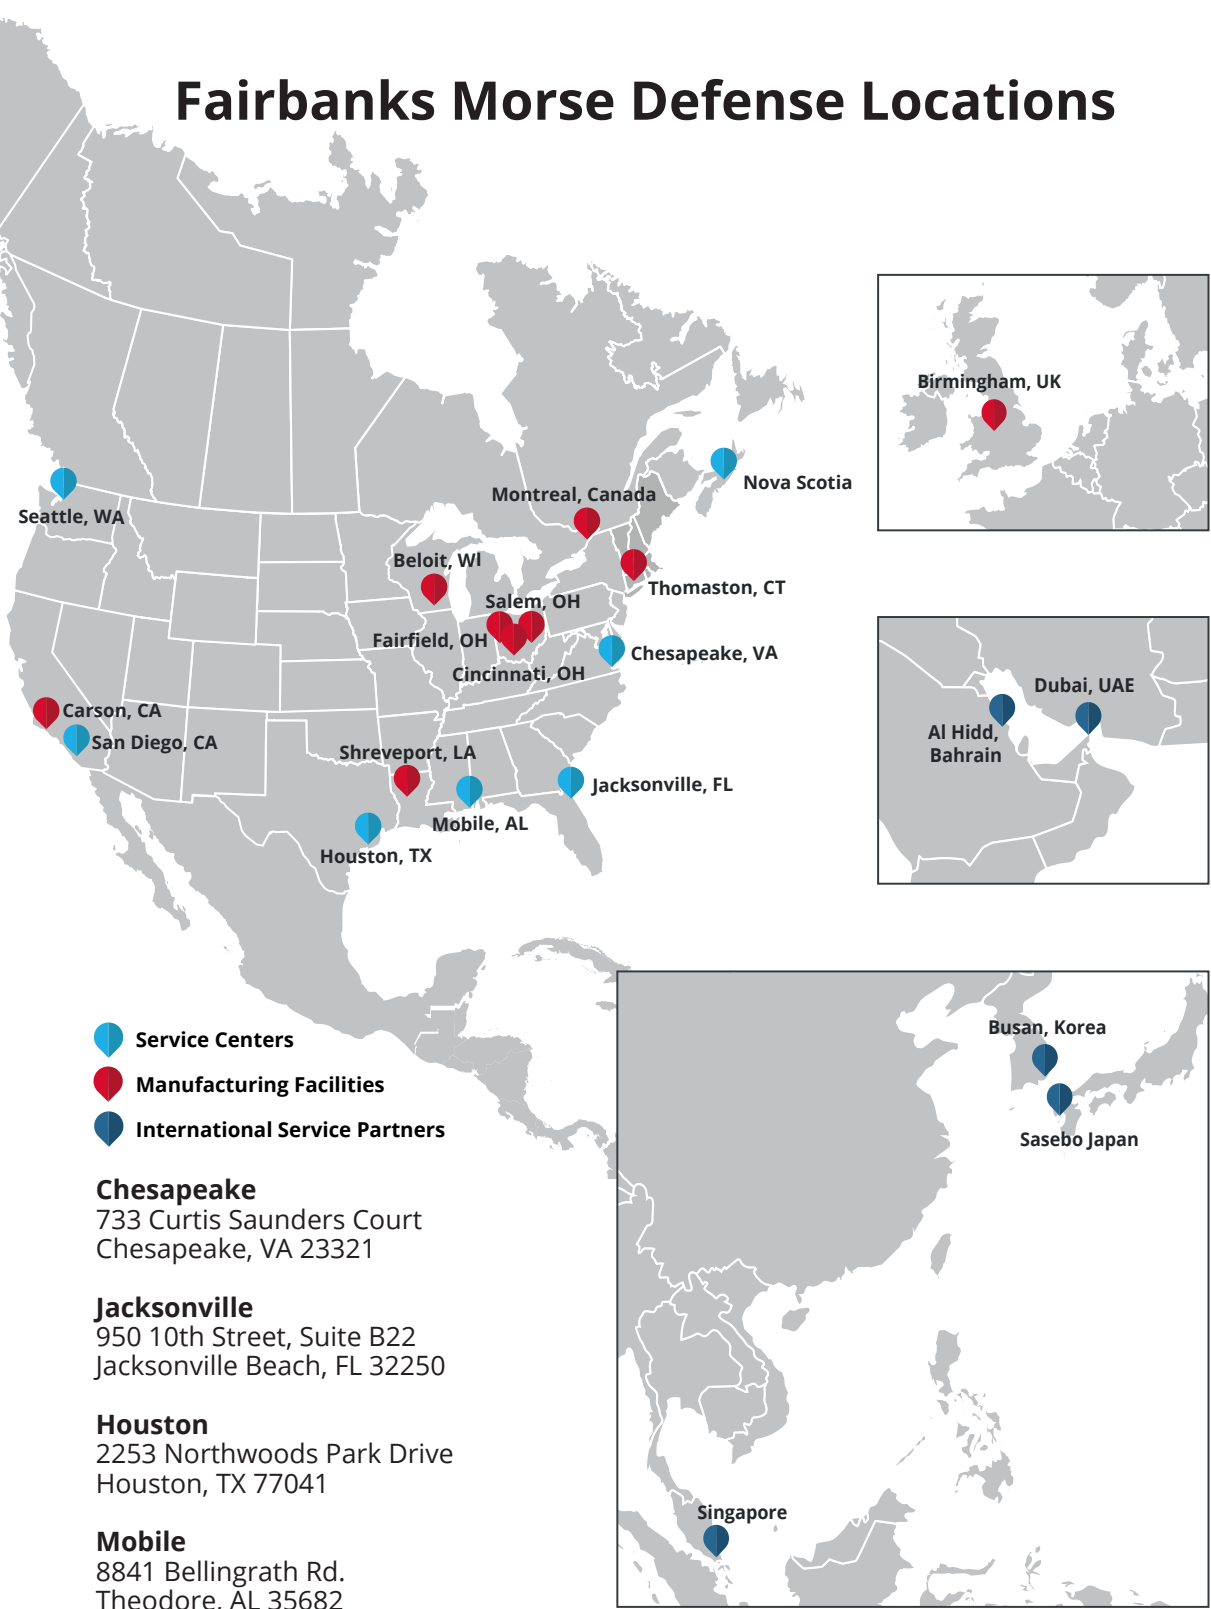 Fairbanks Morse Defense Locations
Birmingham, UK
Nova Scotia
Montreal, Canada
Seattle, WA
Beloit, WI
Thomaston, CT
Salem, OH
Fairfield, OH
Chesapeake, VA
Cincinnati, OH
Carson, CA
San Diego, CA
Shreveport, LA
Jacksonville, FL
Mobile, AL
Houston, TX
Dubai, UAE
Al Hidd,
Bahrain
Busan, Korea
Sasebo Japan
Singapore
Service Centers
Manufacturing Facilities
International Service Partners
Chesapeake
733 Curtis Saunders Court
Chesapeake, VA 23321
Jacksonville
950 10th Street, Suite B22
Jacksonville Beach, FL 32250
Houston
2253 Northwoods Park Drive
Houston, TX 77041
Mobile
8841 Bellingrath Rd.
Theodore, AL 35682